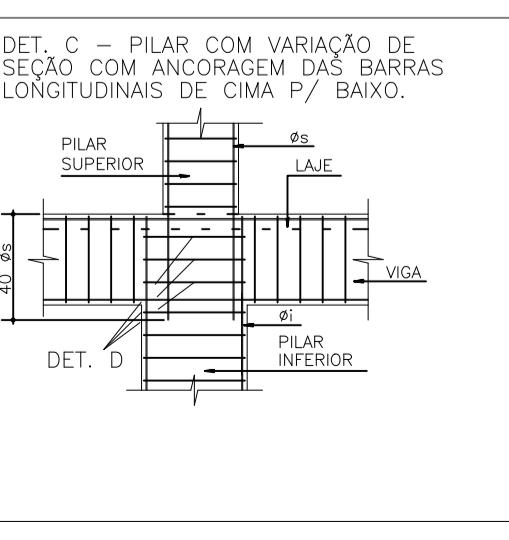 DET. C – PILAR COM VARIAÇÃO DE
SEÇÃO COM ANCORAGEM DAS BARRAS
LONGITUDINAIS DE CIMA P/ BAIXO.
PILAR
SUPERIOR
Øs
LAJE
40 Øs
VIGA
Øi
PILAR
INFERIOR
DET. D